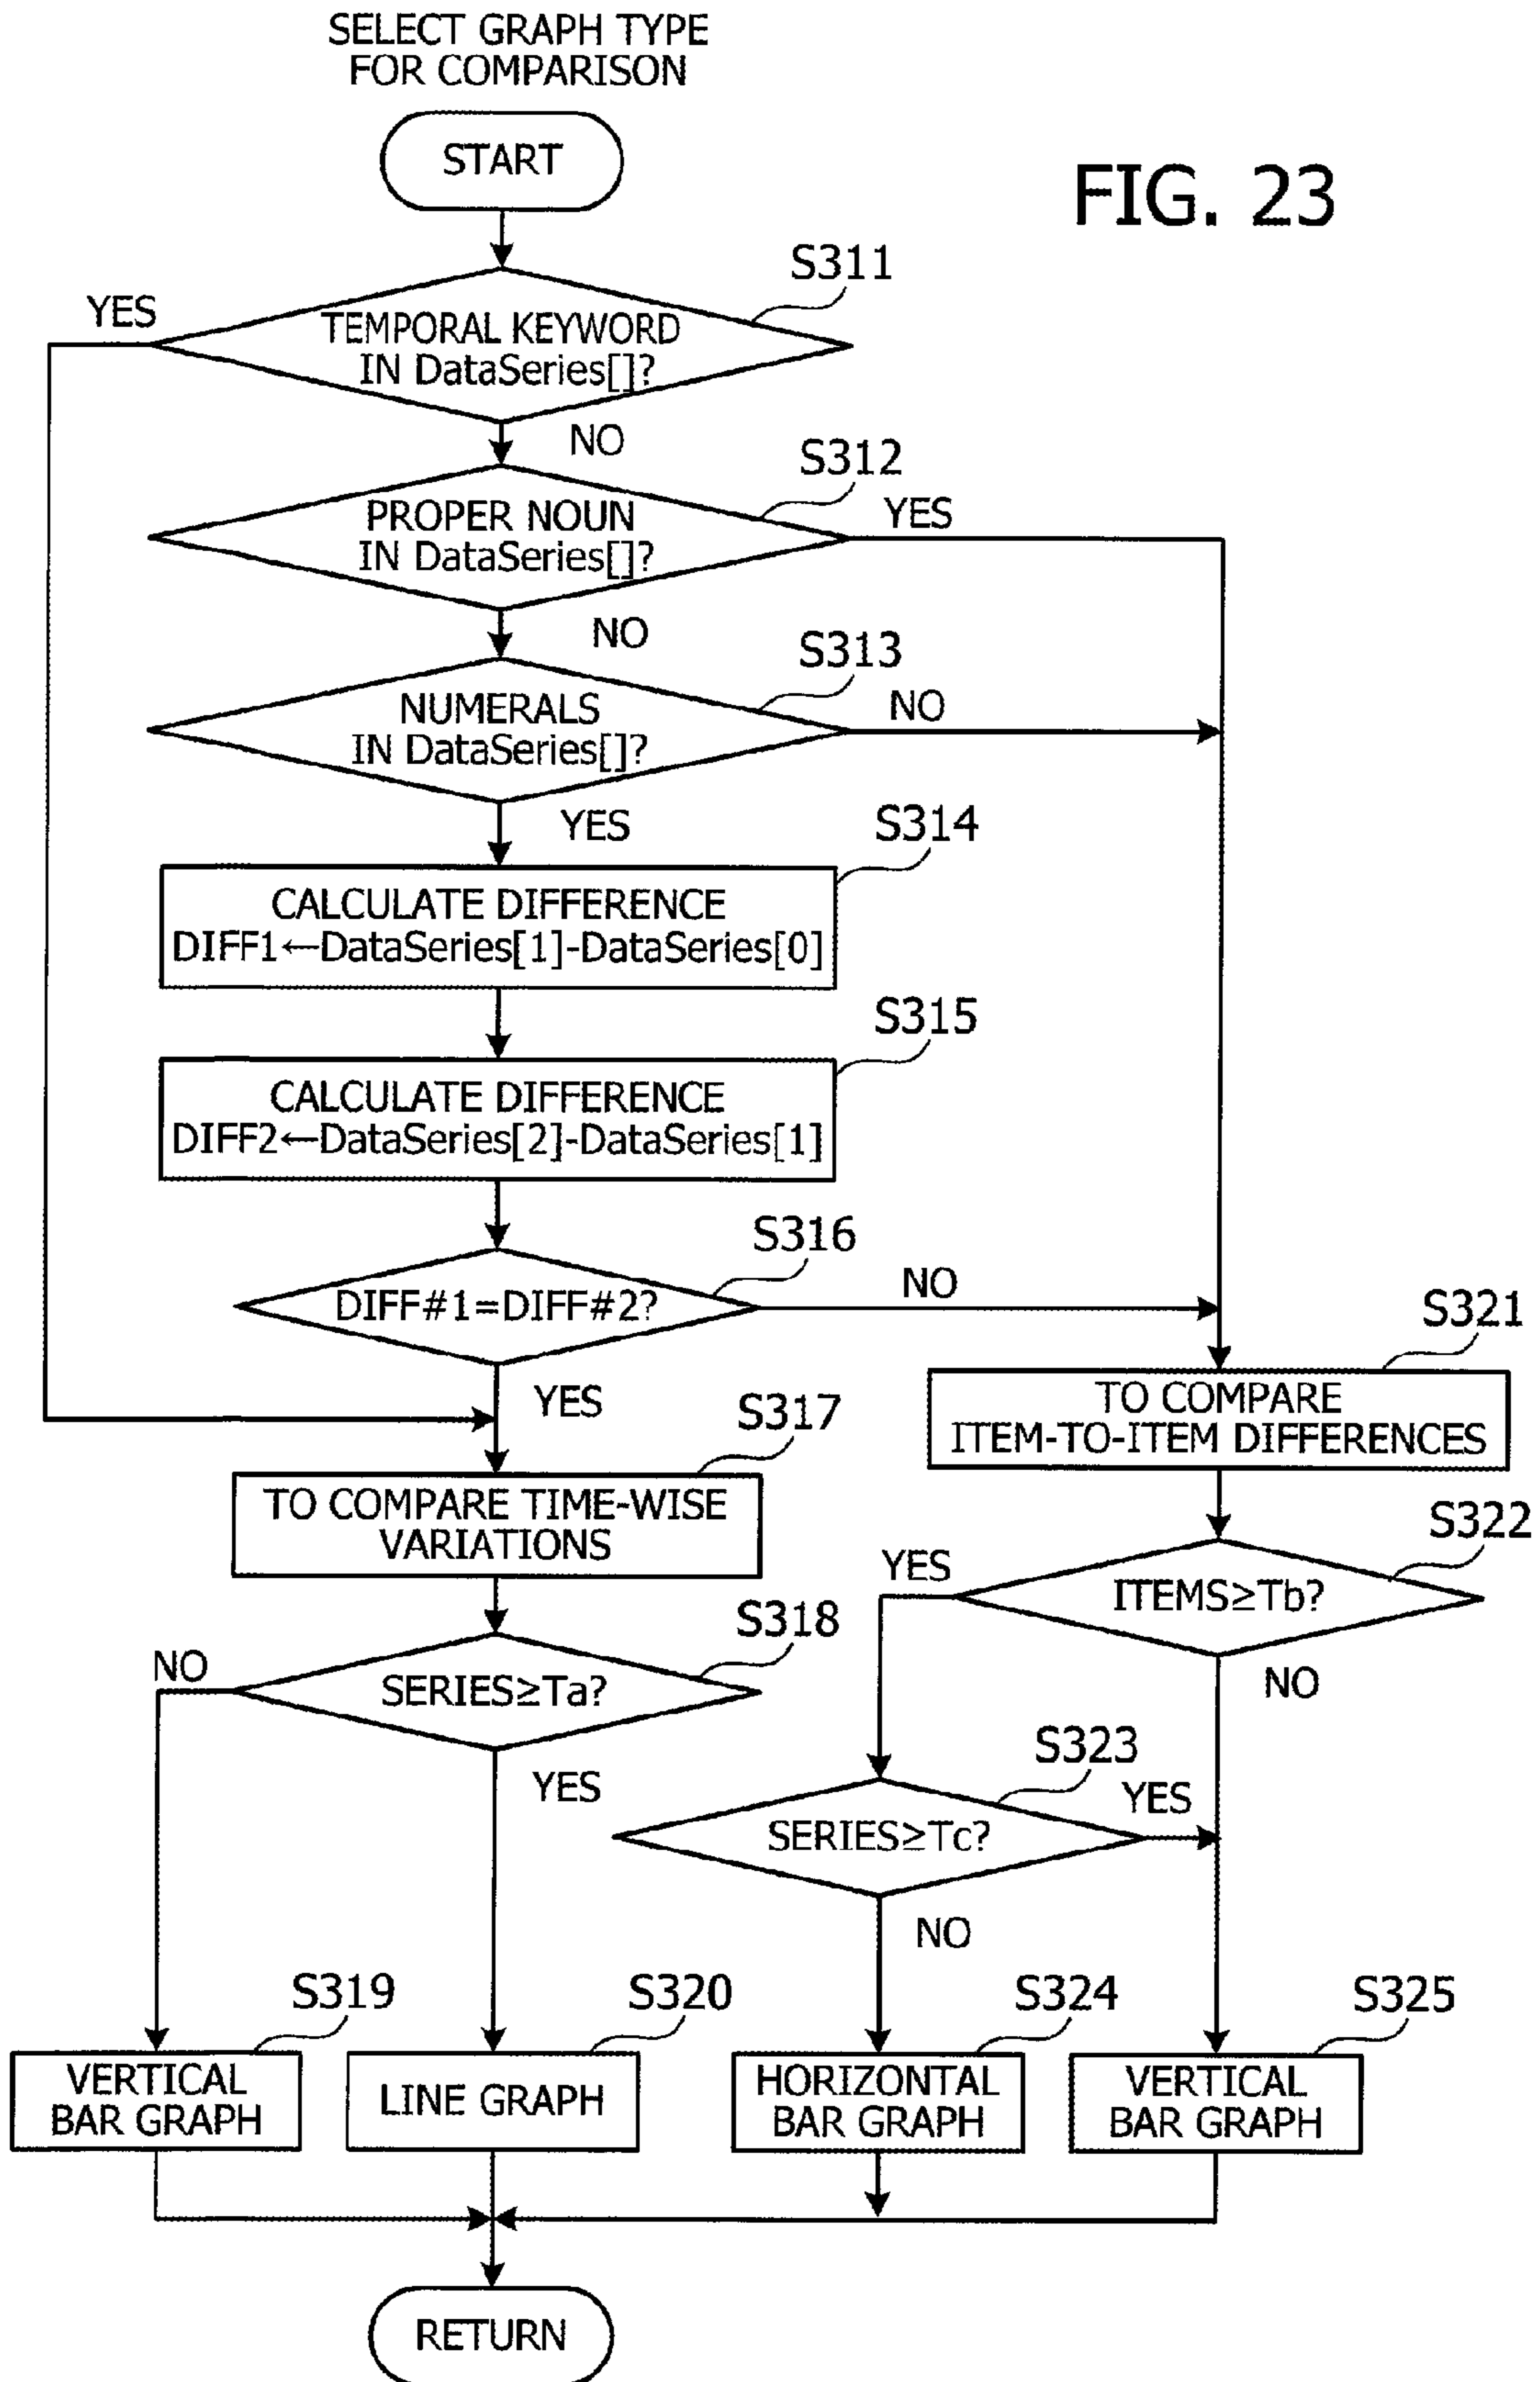 SELECT GRAPH TYPE
FOR COMPARISON
START
FIG. 23
S311
YES
TEMPORAL KEYWORD
IN DataSeries[]?
NO
S312
PROPER NOUN
IN DataSeries[]?
YES
NO
S313
NUMERALS
IN DataSeries[]?
NO
YES
S314
CALCULATE DIFFERENCE
DIFF1←DataSeries[1]-DataSeries[0]
S315
CALCULATE DIFFERENCE
DIFF2←DataSeries[2]-DataSeries[1]
S316
DIFF#1=DIFF#2?
NO
YES
S321
TO COMPARE
ITEM-TO-ITEM DIFFERENCES
S317
TO COMPARE TIME-WISE
VARIATIONS
S322
YES
ITEMS≥Tb?
NO
S318
NO
SERIES≥Ta?
YES
S323
SERIES≥Tc?
YES
NO
S319
VERTICAL
BAR GRAPH
S320
LINE GRAPH
S324
HORIZONTAL
BAR GRAPH
S325
VERTICAL
BAR GRAPH
RETURN